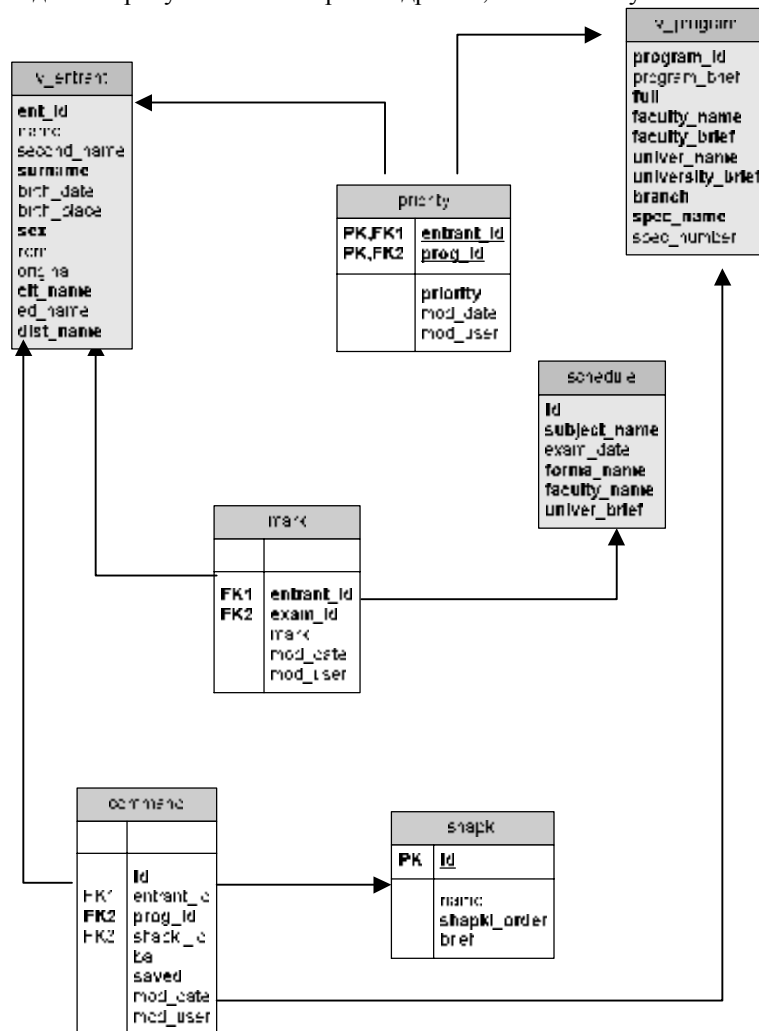 v_program
program_id
program_brief
full
faculty_name
faculty_brief
univer_name
university_brief
branch
spec_name
spec_number
v_entrant
ent_id
name
second_name
surname
birth_date
birth_place
sex
original
cit_name
ed_name
dist_name
priority
PK,FK1 entrant_id
PK,FK2 prog_id
priority
mod_date
mod_user
schedule
id
subject_name
exam_date
forma_name
faculty_name
univer_brief
mark
FK1 entrant_id
FK2 exam_id
mark
mod_date
mod_user
command
id
FK1
FK2 prog_id
FK3
saved
mod_date
mod_user
shapki
PK id
name
shapki_order
brief